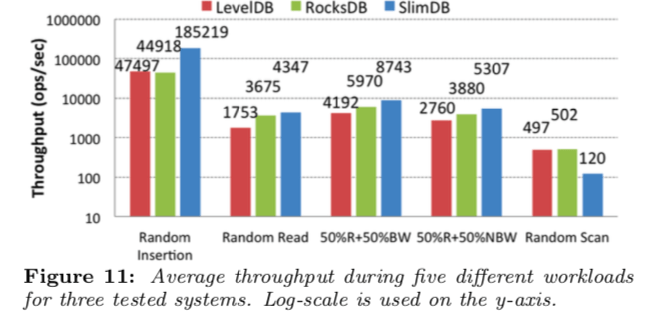 LevelDB RocksDB SlimDB
Throughput (ops/sec)
1000000
100000
10000
1000
100
10
47497 44918 185219
1753 3675 4347
4192 5970 8743
2760 3880 5307
497 502 120
Random Insertion
Random Read
50%R+50%BW
50%R+50%NBW
Random Scan
Figure 11: Average throughput during five different workloads
for three tested systems. Log-scale is used on the y-axis.